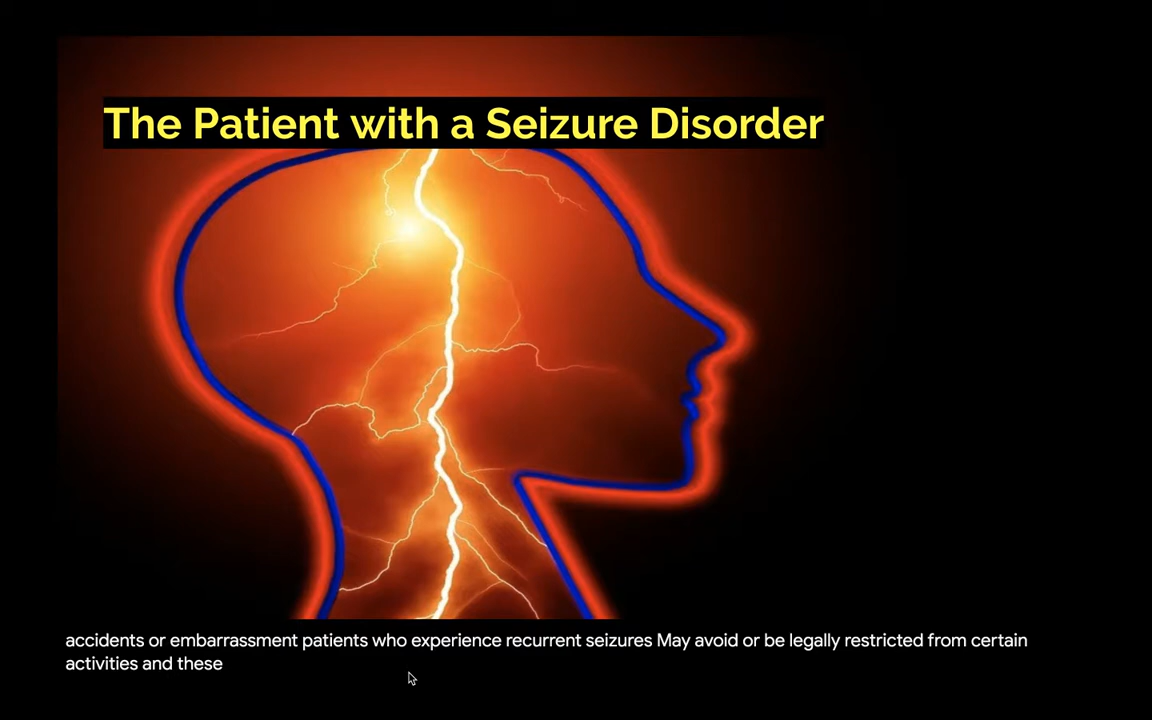 The Patient with a Seizure Disorder
accidents or embarrassment patients who experience recurrent seizures May avoid or be legally restricted from certain
activities and these